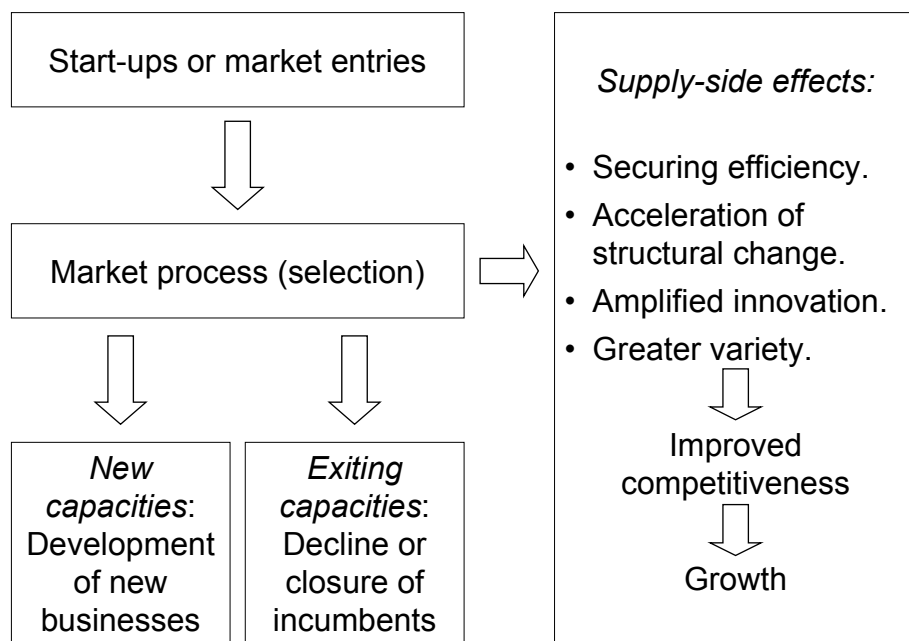 Start-ups or market entries
Market process (selection)
New
capacities:
Development
of new
businesses
Exiting
capacities:
Decline or
closure of
incumbents
Supply-side effects:
• Securing efficiency.
• Acceleration of
structural change.
• Amplified innovation.
• Greater variety.
Improved
competitiveness
Growth